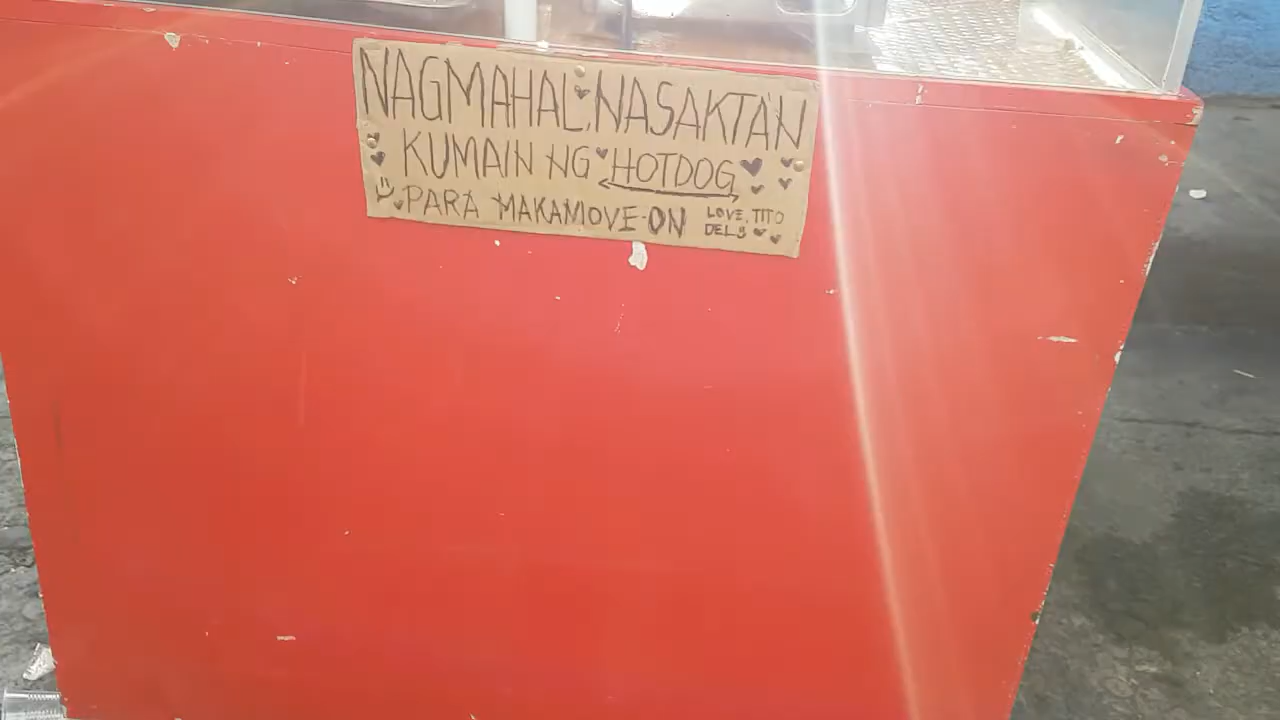 NAGMAHAL, NASAKTAN
KUMAIN NG HOTDOG
PARA MAKAMOVE-ON
LOVE, TITO
DELS